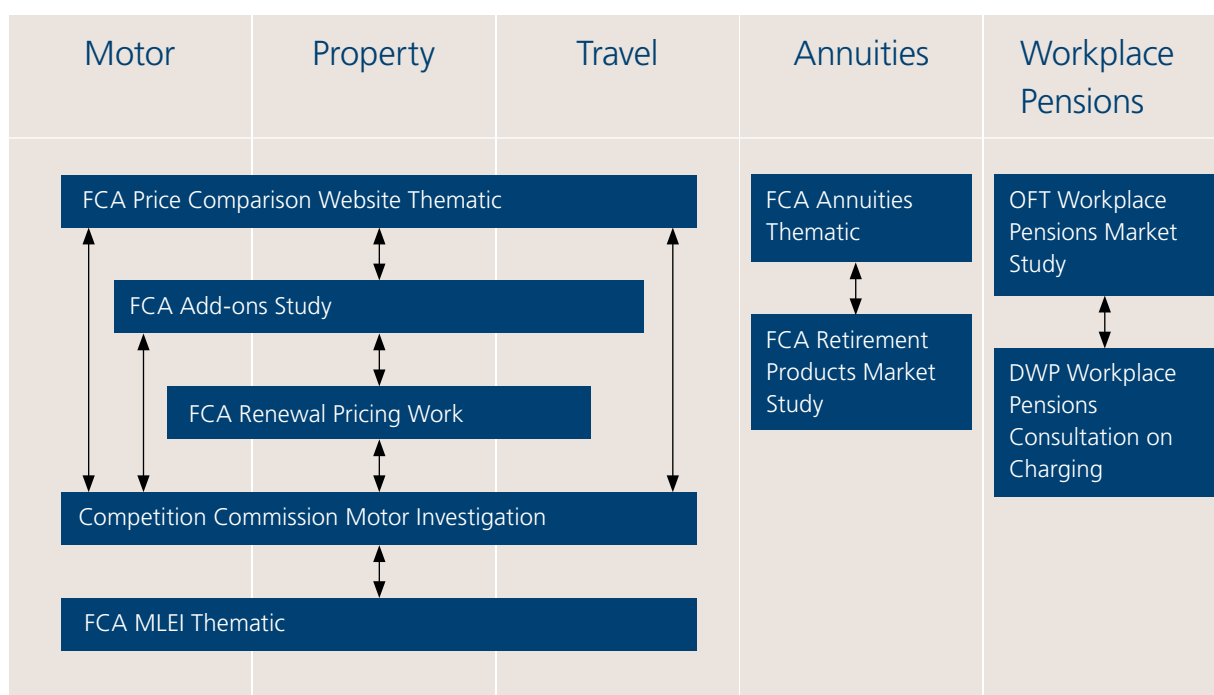 Motor
Property
Travel
Annuities
Workplace
Pensions
FCA Price Comparison Website Thematic
FCA Add-ons Study
FCA Renewal Pricing Work
Competition Commission Motor Investigation
FCA MLEI Thematic
FCA Annuities
Thematic
FCA Retirement
Products Market
Study
OFT Workplace
Pensions Market
Study
DWP Workplace
Pensions
Consultation on
Charging